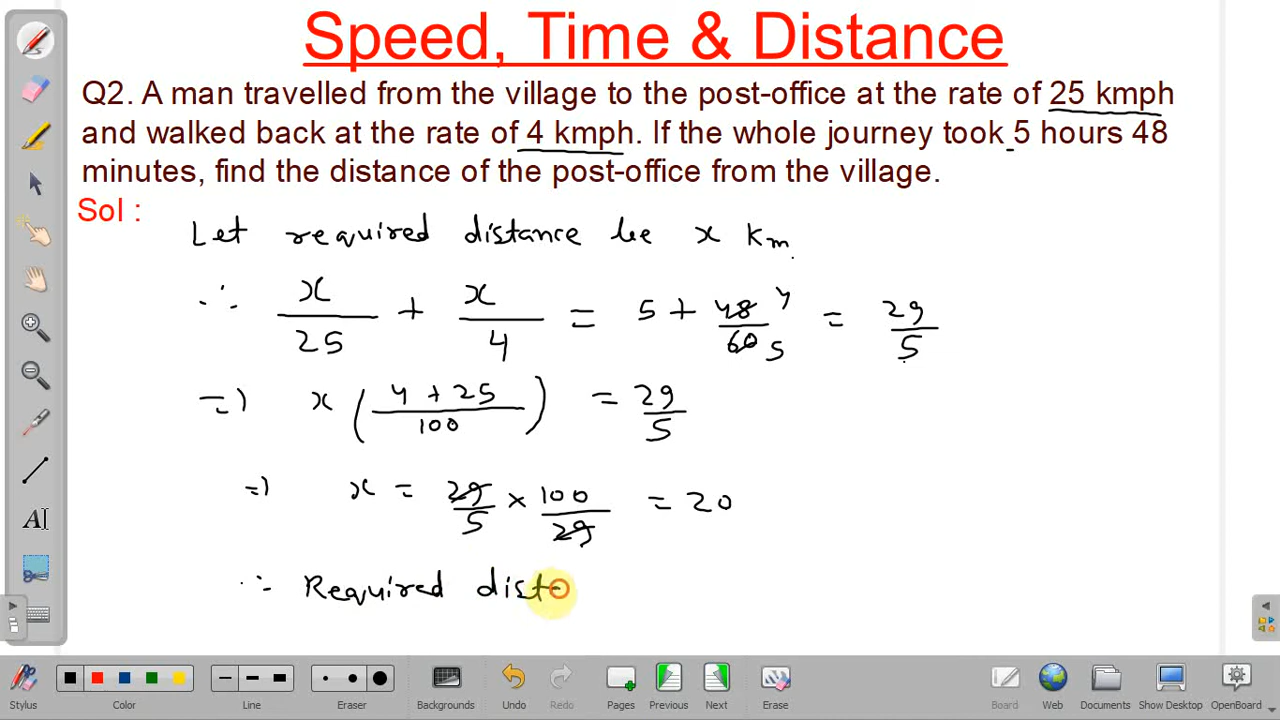 Speed, Time & Distance
Q2. A man travelled from the village to the post-office at the rate of 25 kmph
and walked back at the rate of 4 kmph. If the whole journey took 5 hours 48
minutes, find the distance of the post-office from the village.
Sol :
Let required distance be x Km.
∴ x/25 + x/4 = 5 + 48/60 4/5 = 29/5
=) x (4 + 25/100) = 29/5
=) x = 29/5 × 100/29 = 20
∴ Required dist
Stylus
Color
Line
Eraser
Backgrounds
Undo
Redo
Pages
Previous
Next
Erase
Board
Web
Documents
Show Desktop
OpenBoard